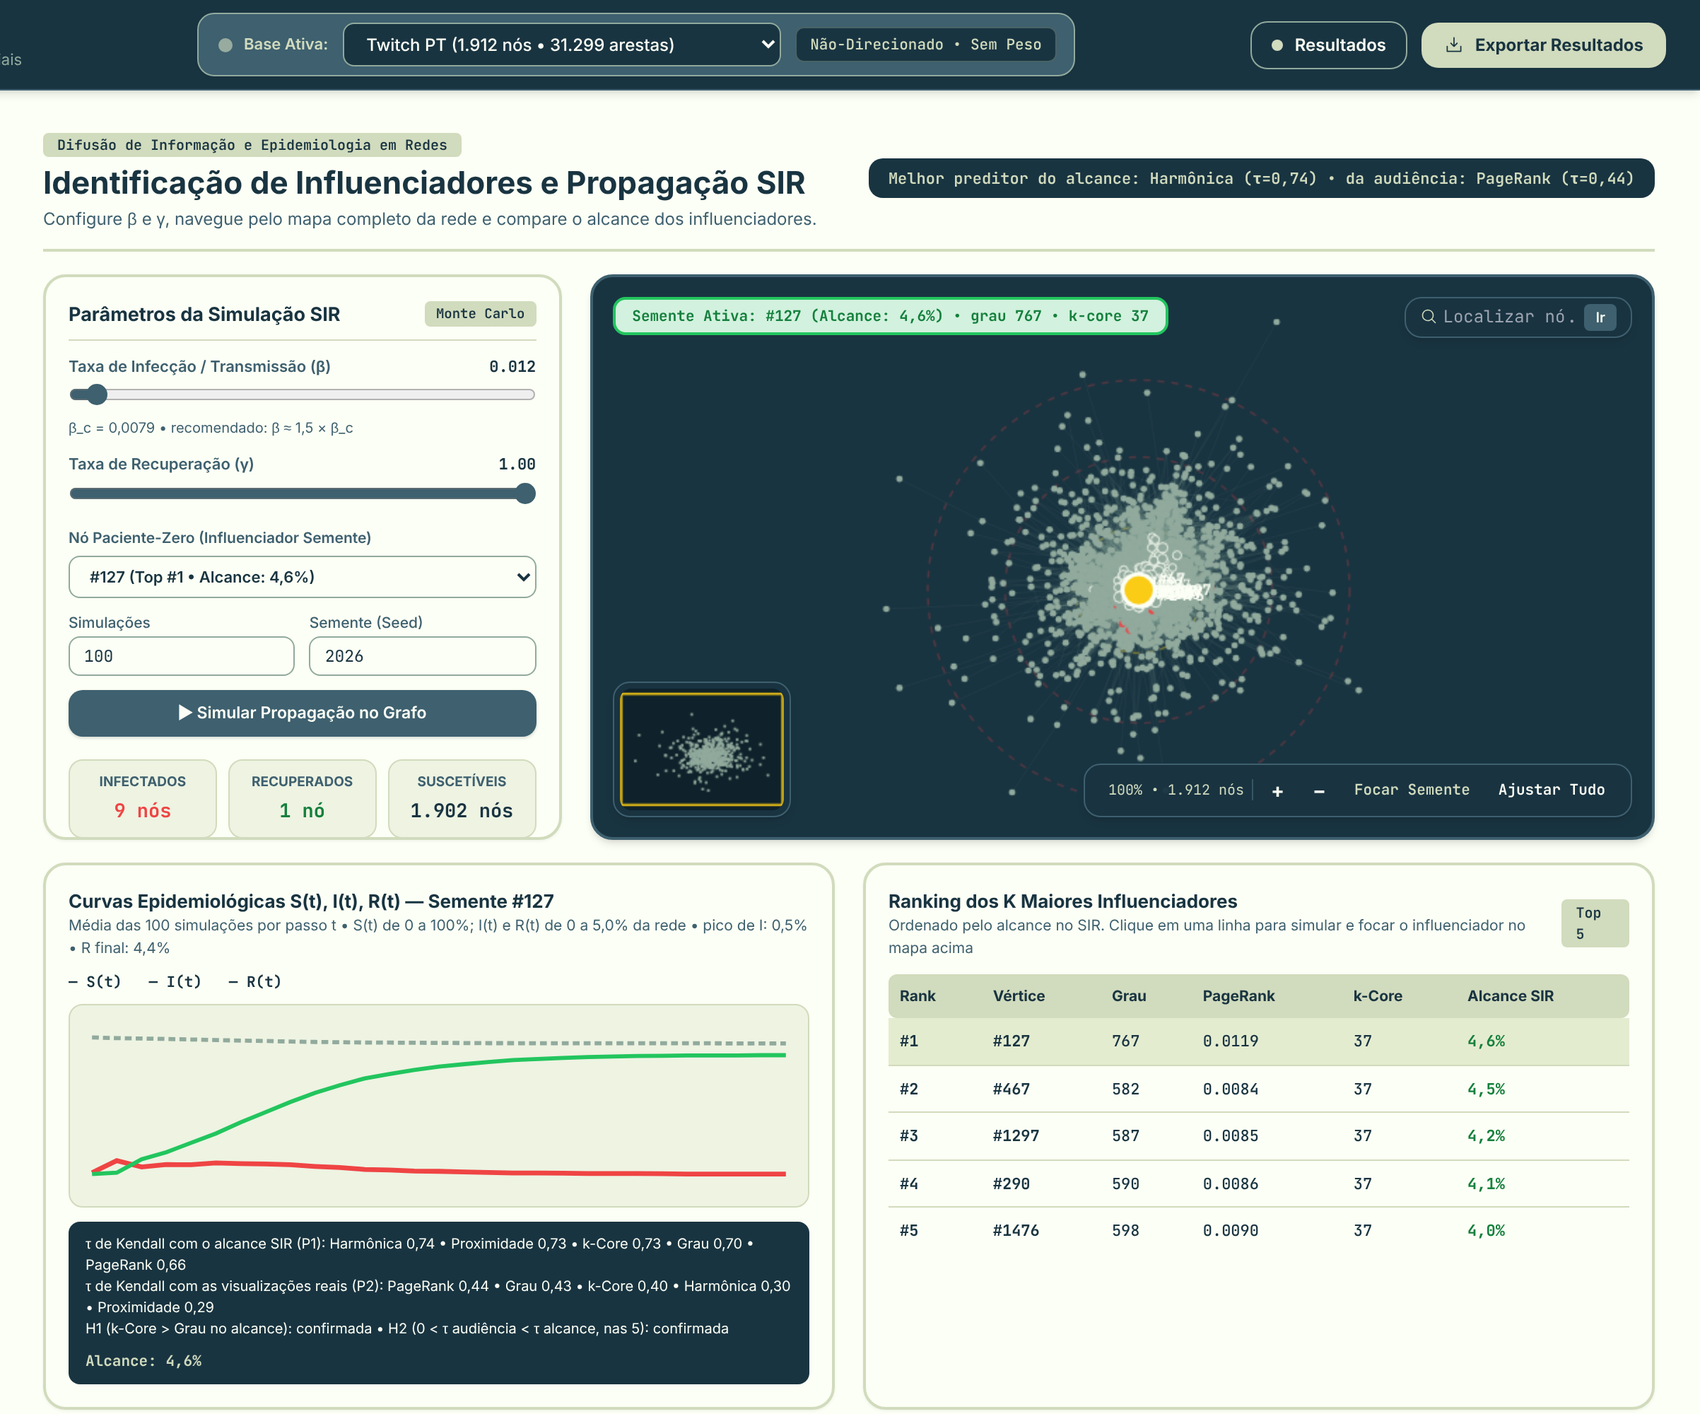 iais
Base Ativa:
Twitch PT (1.912 nós • 31.299 arestas)
Não-Direcionado • Sem Peso
Resultados
Exportar Resultados
Difusão de Informação e Epidemiologia em Redes
Identificação de Influenciadores e Propagação SIR
Configure β e γ, navegue pelo mapa completo da rede e compare o alcance dos influenciadores.
Melhor preditor do alcance: Harmônica (τ=0,74) • da audiência: PageRank (τ=0,44)
Parâmetros da Simulação SIR
Monte Carlo
Taxa de Infecção / Transmissão (β)
0.012
β_c = 0,0079 • recomendado: β ≈ 1,5 × β_c
Taxa de Recuperação (γ)
1.00
Nó Paciente-Zero (Influenciador Semente)
#127 (Top #1 • Alcance: 4,6%)
Simulações
Semente (Seed)
100
2026
▶ Simular Propagação no Grafo
INFECTADOS
9 nós
RECUPERADOS
1 nó
SUSCETÍVEIS
1.902 nós
Semente Ativa: #127 (Alcance: 4,6%) • grau 767 • k-core 37
Localizar nó.
Ir
100% • 1.912 nós
+
−
Focar Semente
Ajustar Tudo
Curvas Epidemiológicas S(t), I(t), R(t) — Semente #127
Média das 100 simulações por passo t • S(t) de 0 a 100%; I(t) e R(t) de 0 a 5,0% da rede • pico de I: 0,5%
• R final: 4,4%
— S(t)
— I(t)
— R(t)
τ de Kendall com o alcance SIR (P1): Harmônica 0,74 • Proximidade 0,73 • k-Core 0,73 • Grau 0,70 •
PageRank 0,66
τ de Kendall com as visualizações reais (P2): PageRank 0,44 • Grau 0,43 • k-Core 0,40 • Harmônica 0,30
• Proximidade 0,29
H1 (k-Core > Grau no alcance): confirmada • H2 (0 < τ audiência < τ alcance, nas 5): confirmada
Alcance: 4,6%
Ranking dos K Maiores Influenciadores
Ordenado pelo alcance no SIR. Clique em uma linha para simular e focar o influenciador no
mapa acima
Top
5
Rank Vértice Grau PageRank k-Core Alcance SIR
#1 #127 767 0.0119 37 4,6%
#2 #467 582 0.0084 37 4,5%
#3 #1297 587 0.0085 37 4,2%
#4 #290 590 0.0086 37 4,1%
#5 #1476 598 0.0090 37 4,0%